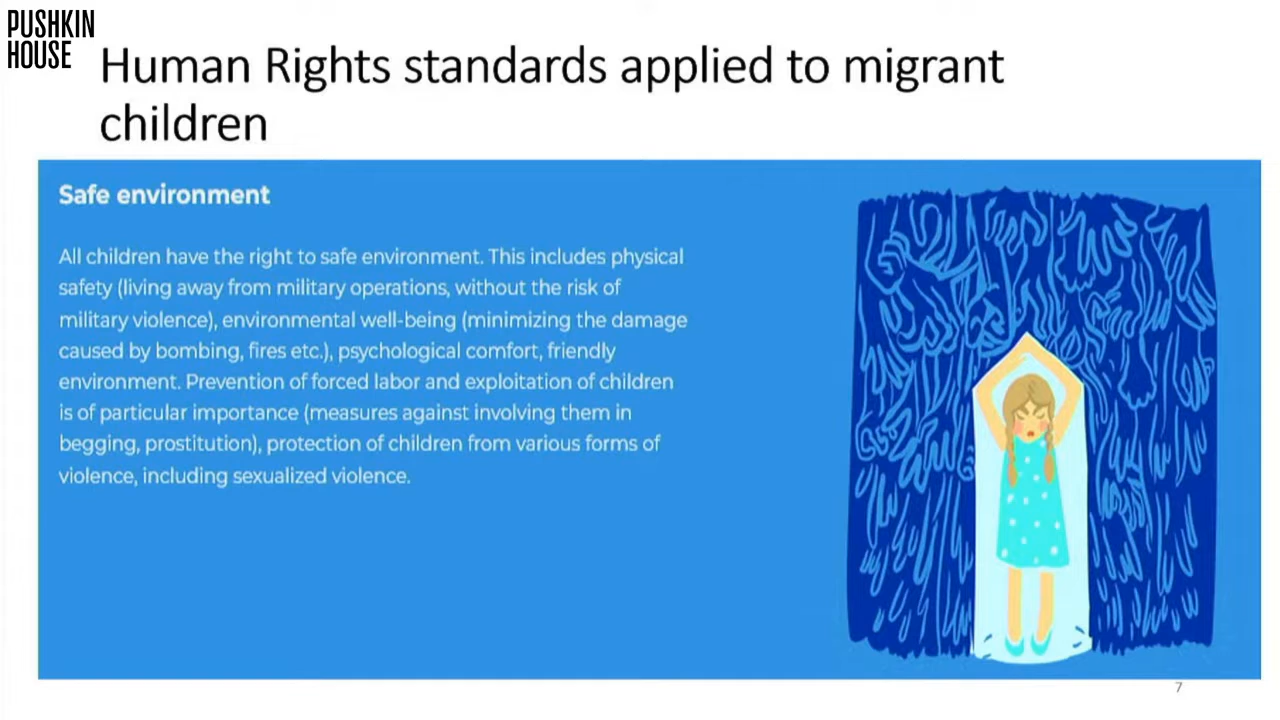 PUSHKIN
HOUSE
Human Rights standards applied to migrant
children
Safe environment
All children have the right to safe environment. This includes physical
safety (living away from military operations, without the risk of
military violence), environmental well-being (minimizing the damage
caused by bombing, fires etc.), psychological comfort, friendly
environment. Prevention of forced labor and exploitation of children
is of particular importance (measures against involving them in
begging, prostitution), protection of children from various forms of
violence, including sexualized violence.
7